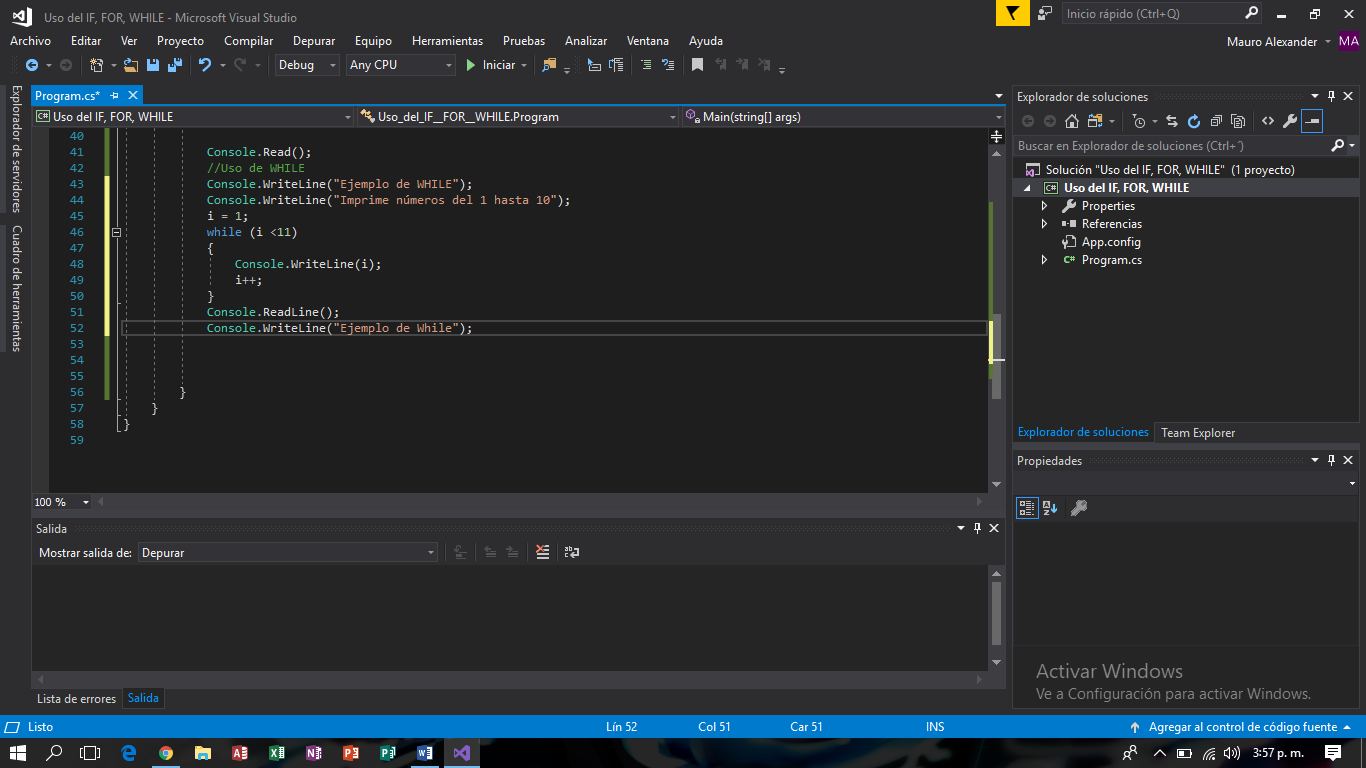 Uso del IF, FOR, WHILE - Microsoft Visual Studio
Inicio rápido (Ctrl+Q)
Archivo Editar Ver Proyecto Compilar Depurar Equipo Herramientas Pruebas Analizar Ventana Ayuda
Mauro Alexander MA
Debug Any CPU Iniciar
Explorador de servidores
Cuadro de herramientas
Program.cs*
C# Uso del IF, FOR, WHILE Uso_del_IF__FOR__WHILE.Program Main(string[] args)
40
41 Console.Read();
42 //Uso de WHILE
43 Console.WriteLine("Ejemplo de WHILE");
44 Console.WriteLine("Imprime números del 1 hasta 10");
45 i = 1;
46 while (i <11)
47 {
48 Console.WriteLine(i);
49 i++;
50 }
51 Console.ReadLine();
52 Console.WriteLine("Ejemplo de While");
53
54
55
56 }
57 }
58 }
59
100 %
Salida
Mostrar salida de: Depurar
Lista de errores Salida
Explorador de soluciones
Buscar en Explorador de soluciones (Ctrl+´)
Solución "Uso del IF, FOR, WHILE" (1 proyecto)
C# Uso del IF, FOR, WHILE
Properties
Referencias
App.config
C# Program.cs
Explorador de soluciones Team Explorer
Propiedades
Activar Windows
Ve a Configuración para activar Windows.
Listo Lín 52 Col 51 Car 51 INS Agregar al control de código fuente
3:57 p. m.